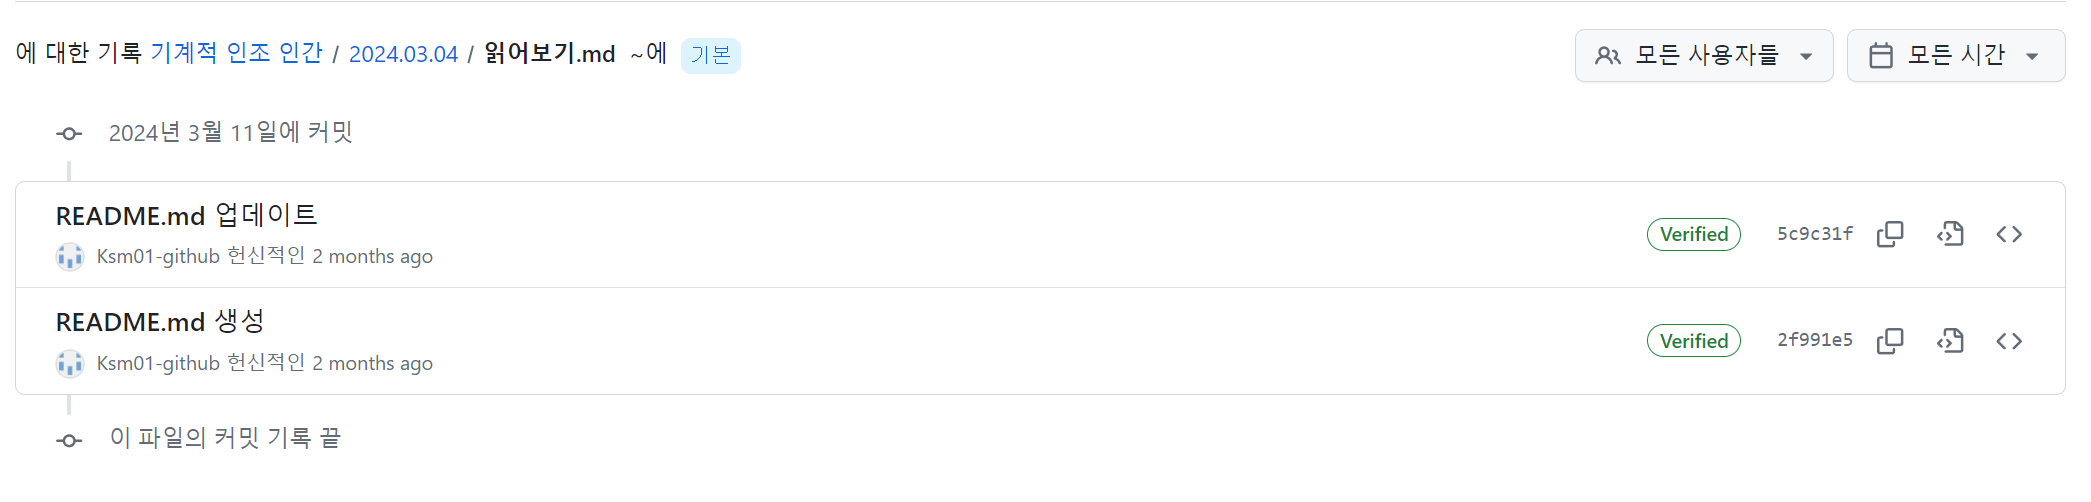 에 대한 기록 기계적 인조 인간 / 2024.03.04 / 읽어보기.md ~에 기본 모든 사용자들 모든 시간
2024년 3월 11일에 커밋
README.md 업데이트
Ksm01-github 헌신적인 2 months ago
Verified 5c9c31f
README.md 생성
Ksm01-github 헌신적인 2 months ago
Verified 2f991e5
이 파일의 커밋 기록 끝